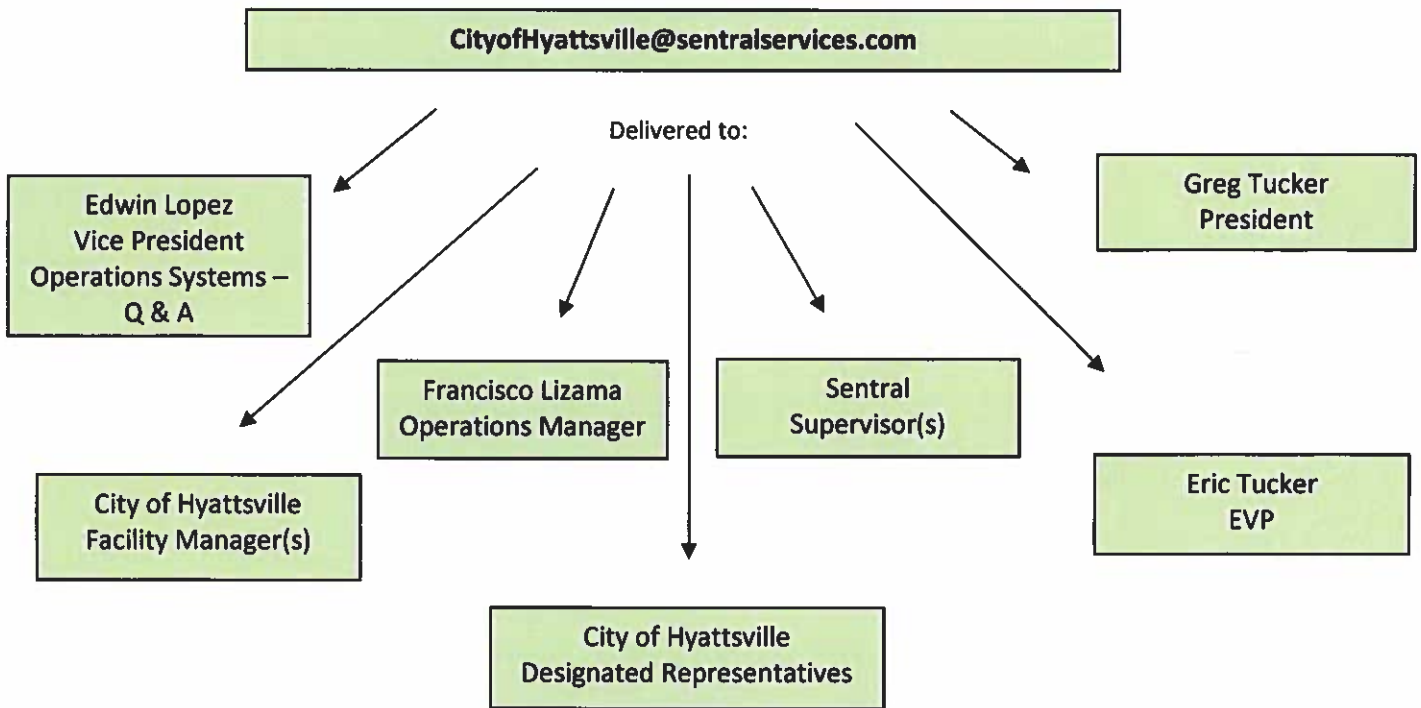 CityofHyattsville@sentralservices.com
Delivered to:
Edwin Lopez
Vice President
Operations Systems –
Q & A
Greg Tucker
President
Francisco Lizama
Operations Manager
Sentral
Supervisor(s)
City of Hyattsville
Facility Manager(s)
Eric Tucker
EVP
City of Hyattsville
Designated Representatives